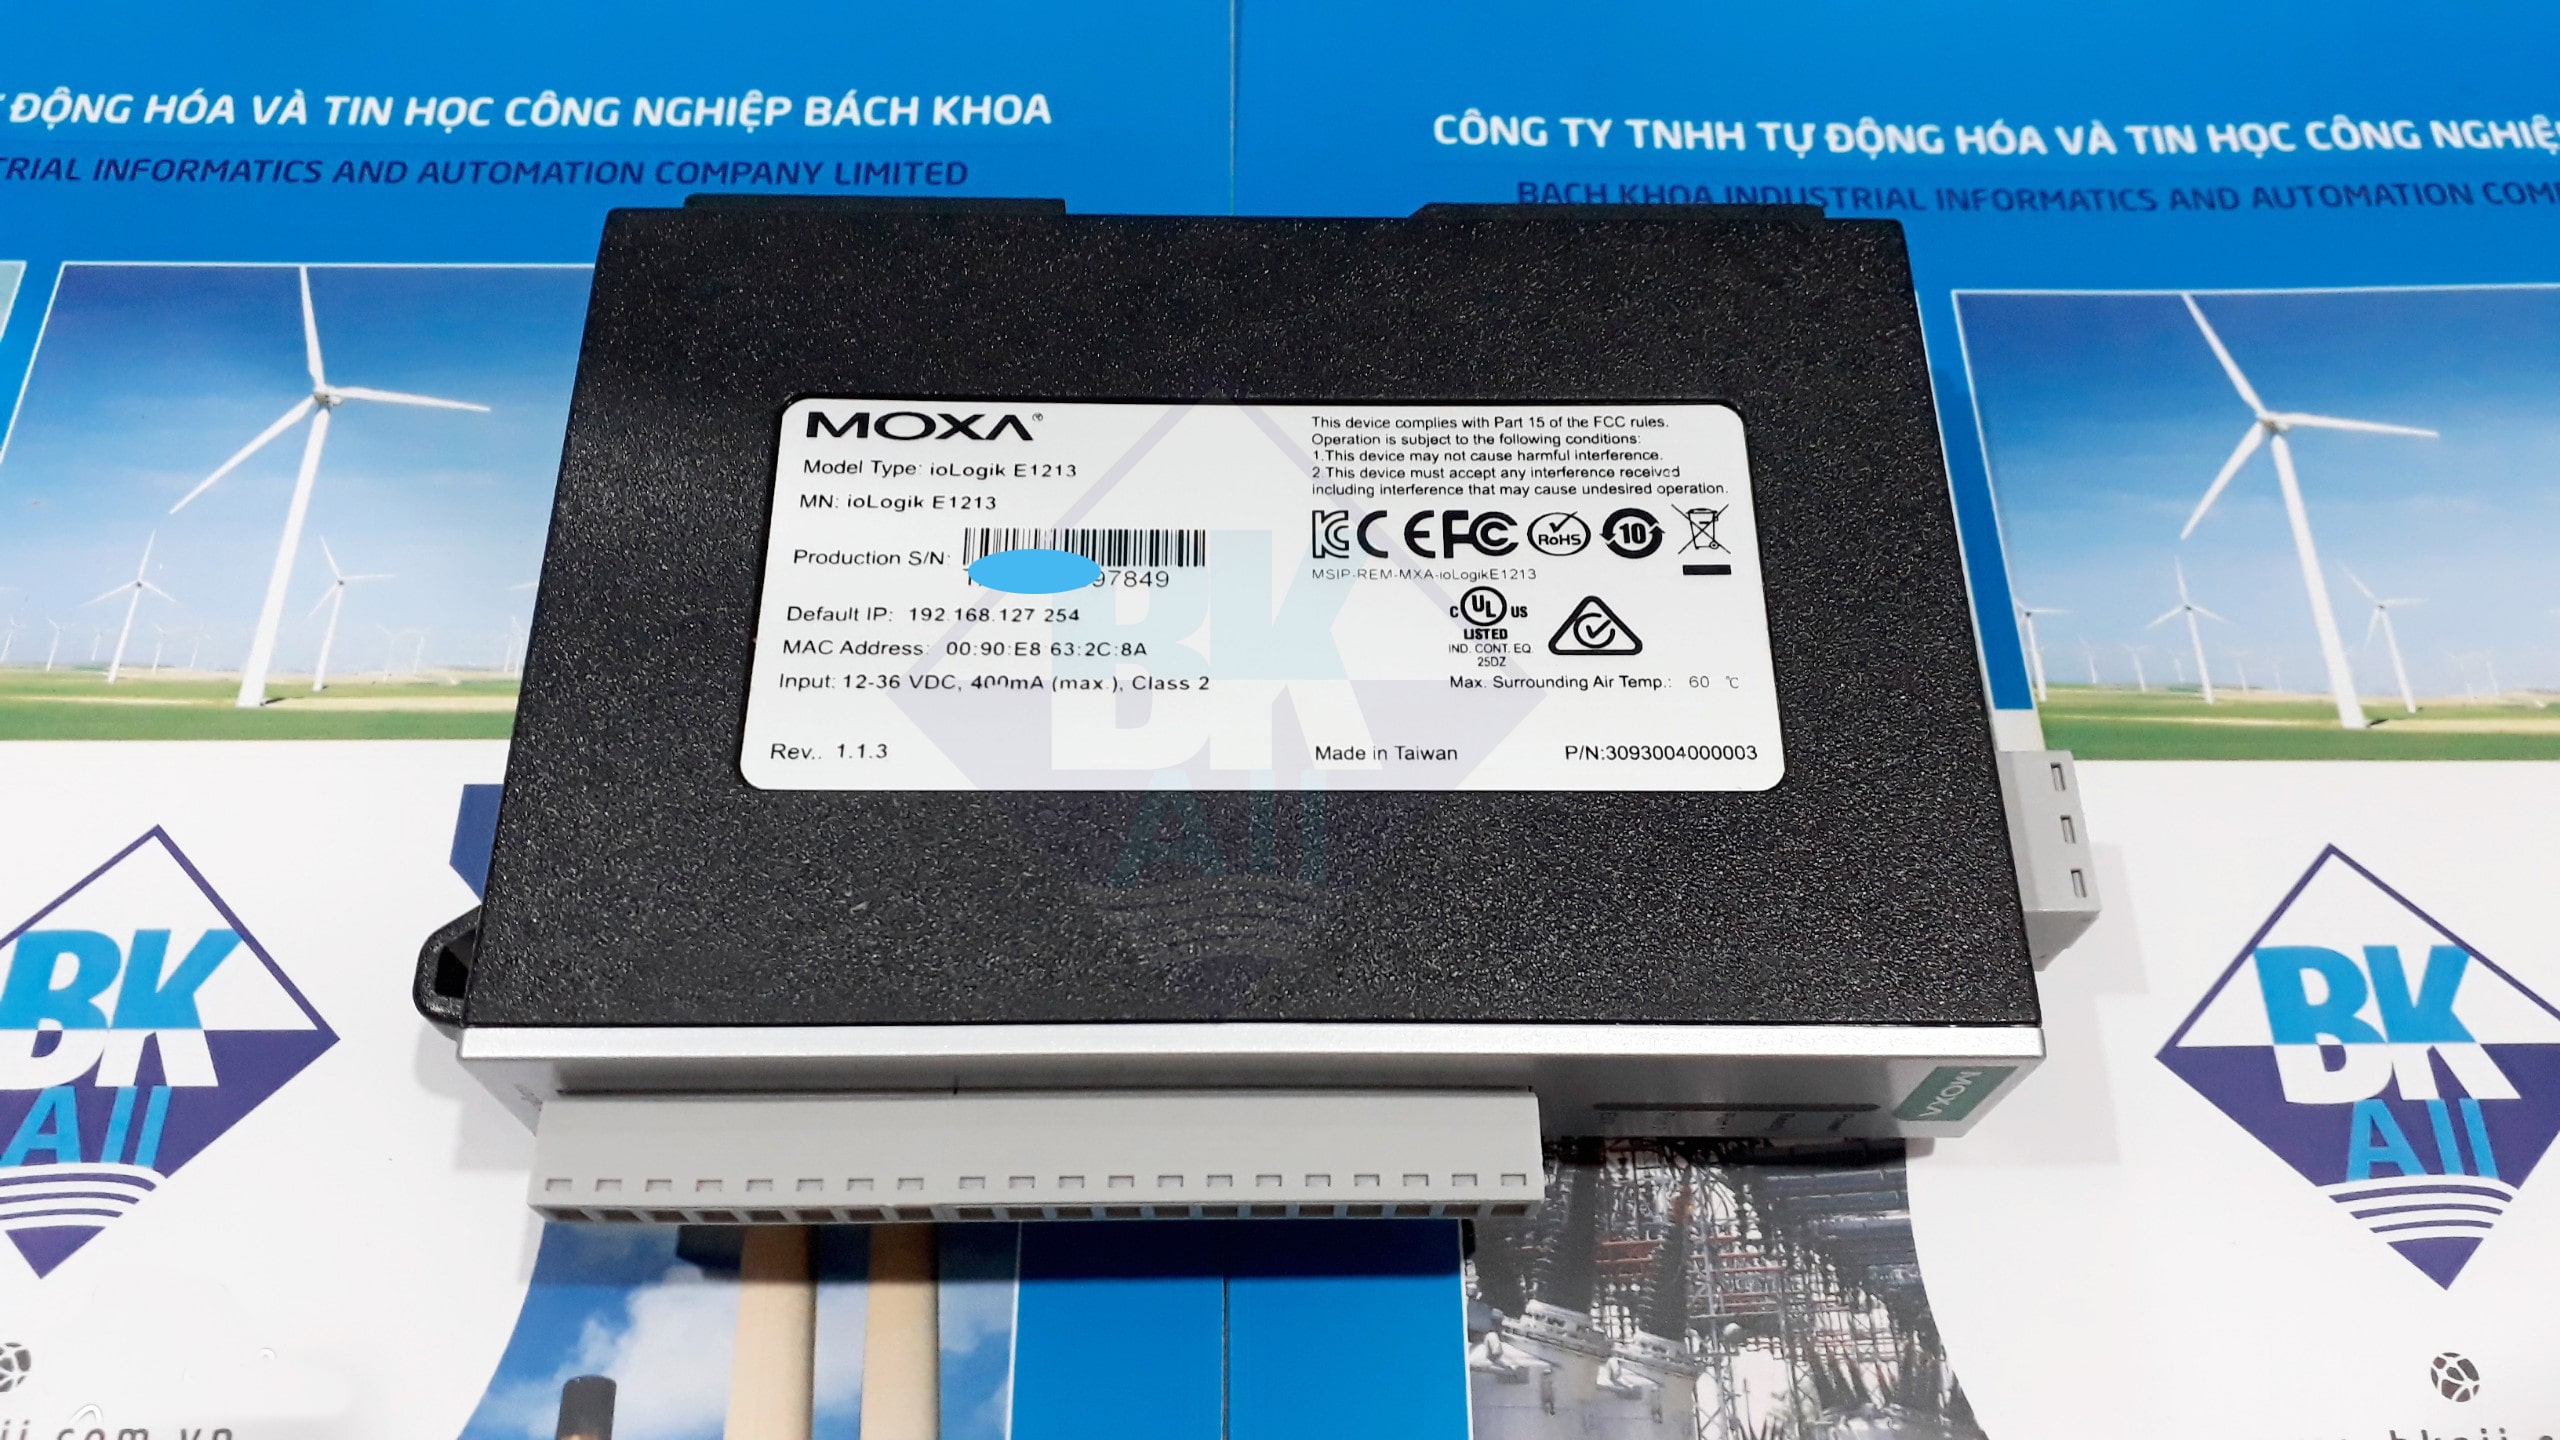 ĐỘNG HÓA VÀ TIN HỌC CÔNG NGHIỆP BÁCH KHOA
INFORMATICS AND AUTOMATION COMPANY LIMITED
CÔNG TY TNHH TỰ ĐỘNG HÓA VÀ TIN HỌC CÔNG
BACH KHOA INDUSTRIAL INFORMATICS AND AUTOMATION
MOXA®
Model Type: ioLogik E1213
MN: ioLogik E1213
Production S/N:
97849
Default IP: 192.168.127.254
MAC Address: 00:90:E8:63:2C:8A
Input: 12-36 VDC, 400mA (max.), Class 2
Rev.. 1.1.3
This device complies with Part 15 of the FCC rules.
Operation is subject to the following conditions:
1.This device may not cause harmful interference.
2.This device must accept any interference received
including interference that may cause undesired operation.
KC CE FC RoHS 10
MSIP-REM-MXA-ioLogikE1213
c UL US
LISTED
IND. CONT. EQ.
25DZ
Max. Surrounding Air Temp.: 60 ℃
Made in Taiwan
P/N:3093004000003
BK
AII
MOXA
BK
AII
BK
AII